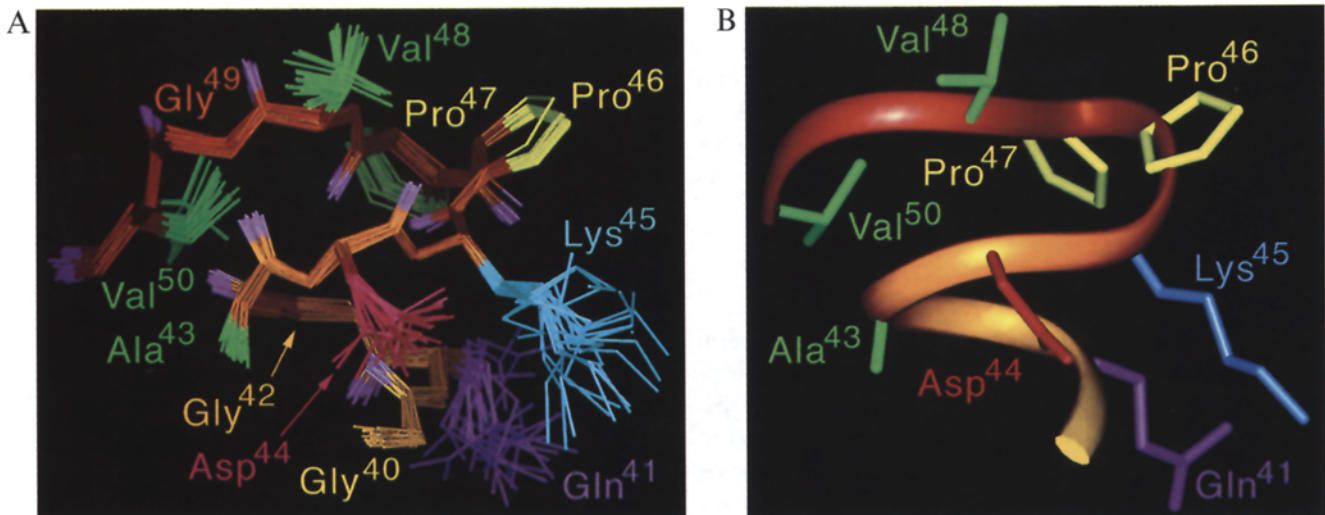 A
Val48
Gly49
Pro47
Pro46
Lys45
Val50
Ala43
Gly42
Asp44
Gly40
Gln41
B
Val48
Pro46
Pro47
Val50
Lys45
Ala43
Asp44
Gln41